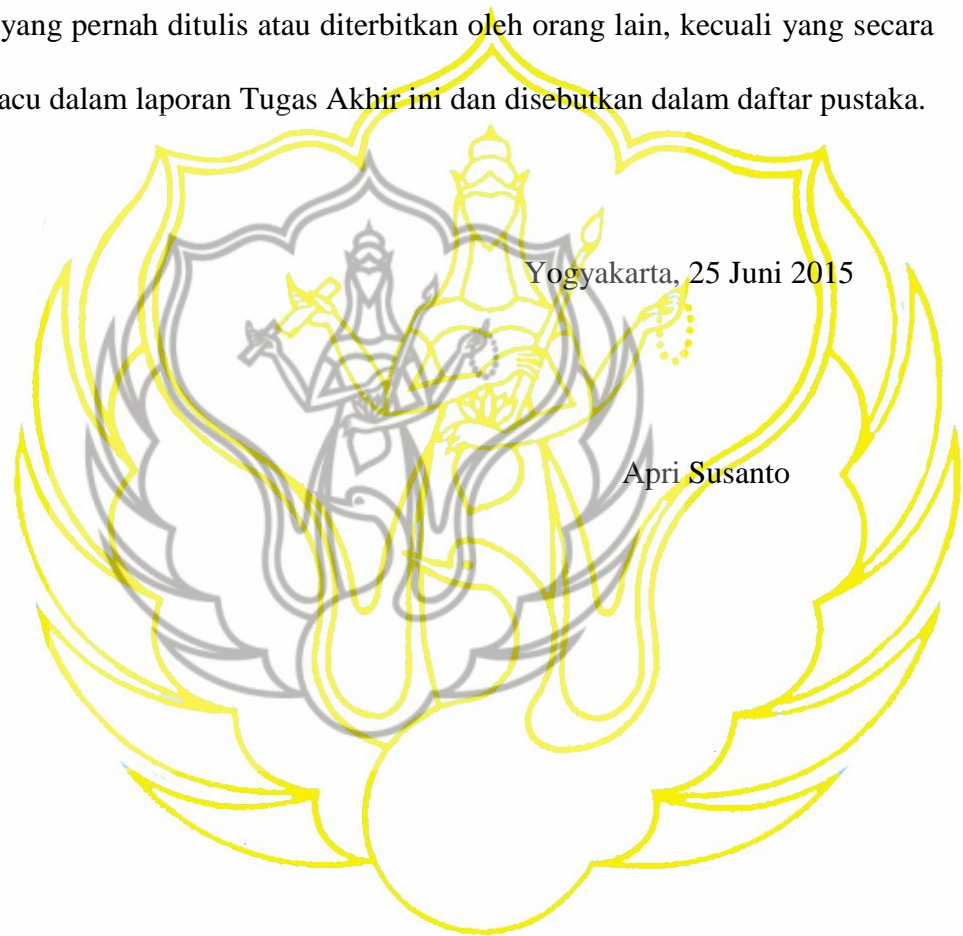 yang pernah ditulis atau diterbitkan oleh orang lain, kecuali yang secara
acu dalam laporan Tugas Akhir ini dan disebutkan dalam daftar pustaka.
Yogyakarta, 25 Juni 2015
Apri Susanto